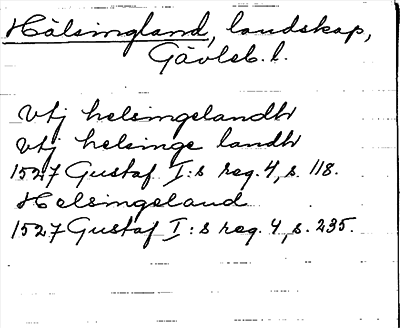 Hälsingland, landskap,
Gävleb. l.
vtj helsingelandh
vtj helsinge landh
1527 Gustaf I:s reg. 4, s. 118.
Helsingeland
1527 Gustaf I:s reg. 4, s. 235.